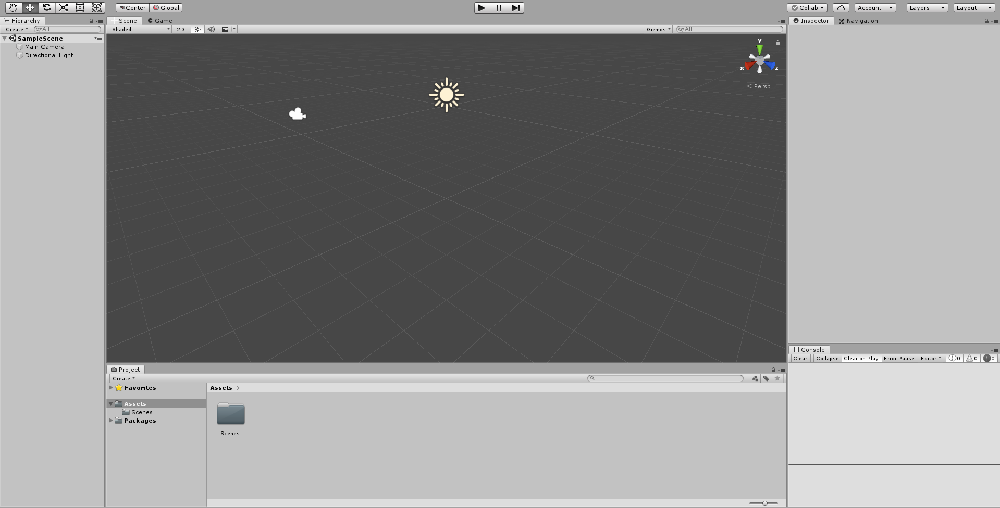 Center Global Collab Account Layers Layout
Hierarchy
Create All
SampleScene
Main Camera
Directional Light
Scene Game
Shaded 2D Gizmos All
y
x z
Persp
Inspector Navigation
Console
Clear Collapse Clear on Play Error Pause Editor 0 0 0
Project
Create
Favorites
Assets
Scenes
Packages
Assets
Scenes